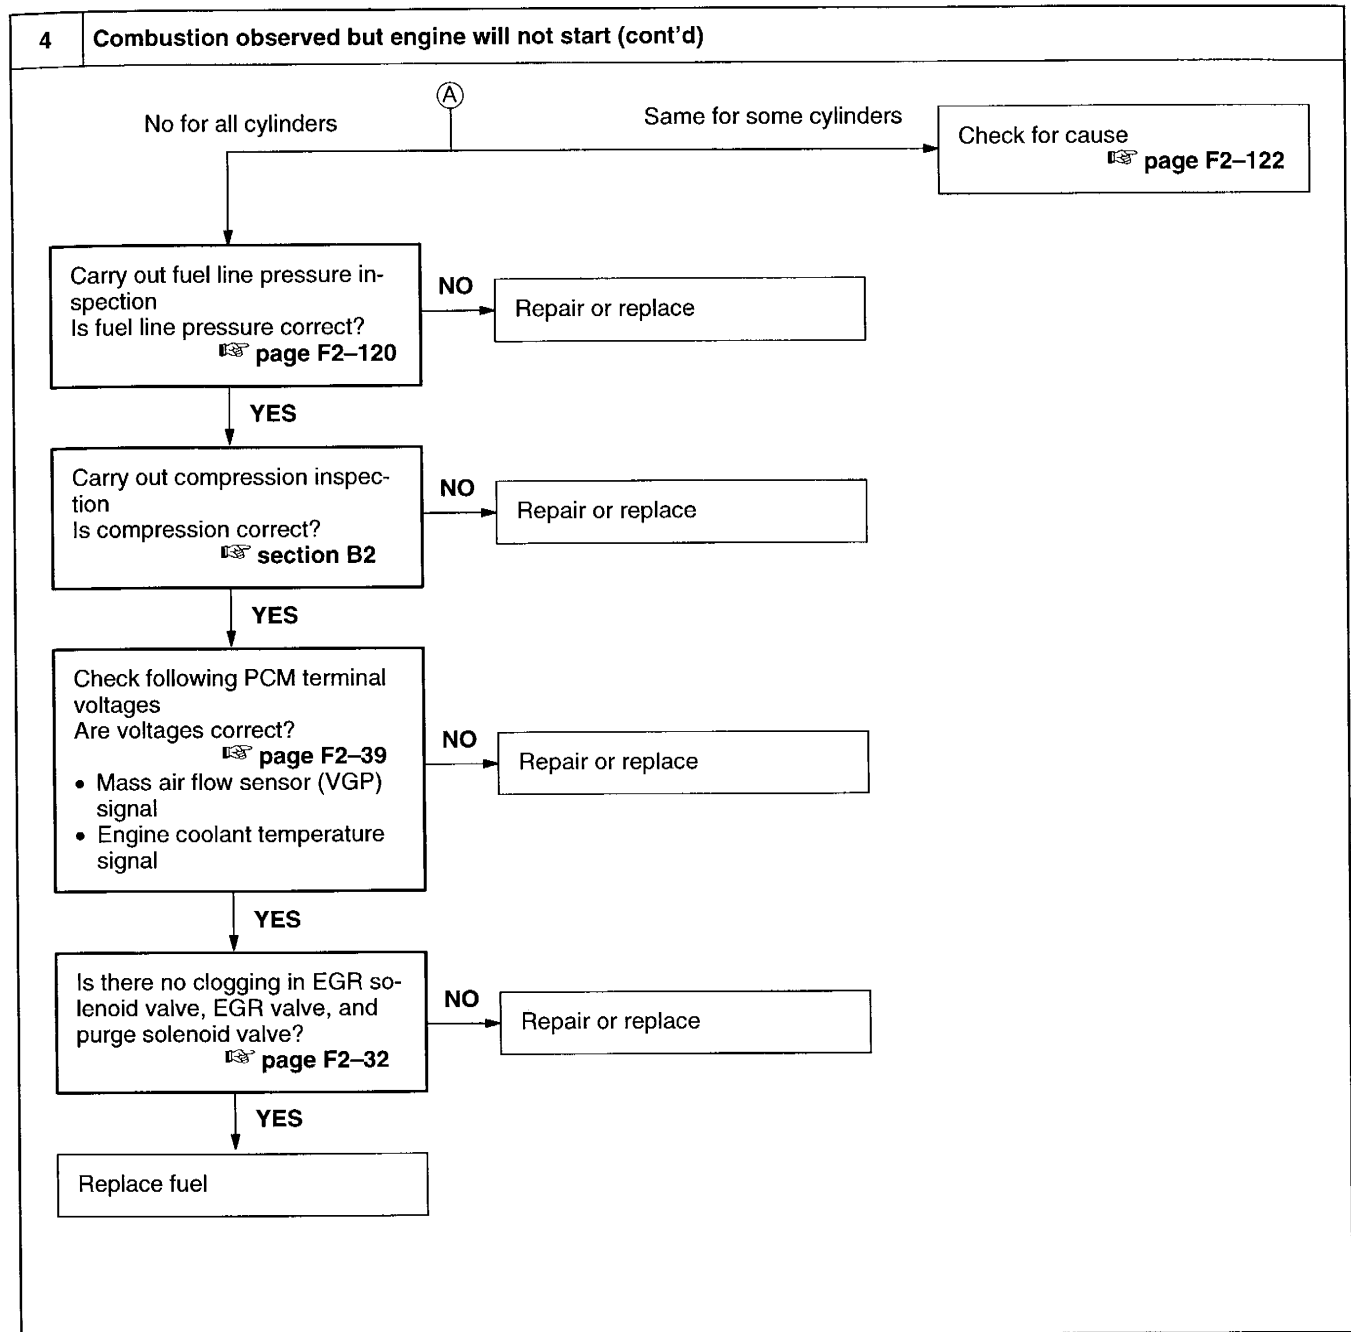 4 Combustion observed but engine will not start (cont'd)
A
No for all cylinders
Same for some cylinders
Check for cause
☞ page F2–122
Carry out fuel line pressure in-
spection
Is fuel line pressure correct?
☞ page F2–120
NO
Repair or replace
YES
Carry out compression inspec-
tion
Is compression correct?
☞ section B2
NO
Repair or replace
YES
Check following PCM terminal
voltages
Are voltages correct?
☞ page F2–39
• Mass air flow sensor (VGP)
signal
• Engine coolant temperature
signal
NO
Repair or replace
YES
Is there no clogging in EGR so-
lenoid valve, EGR valve, and
purge solenoid valve?
☞ page F2–32
NO
Repair or replace
YES
Replace fuel